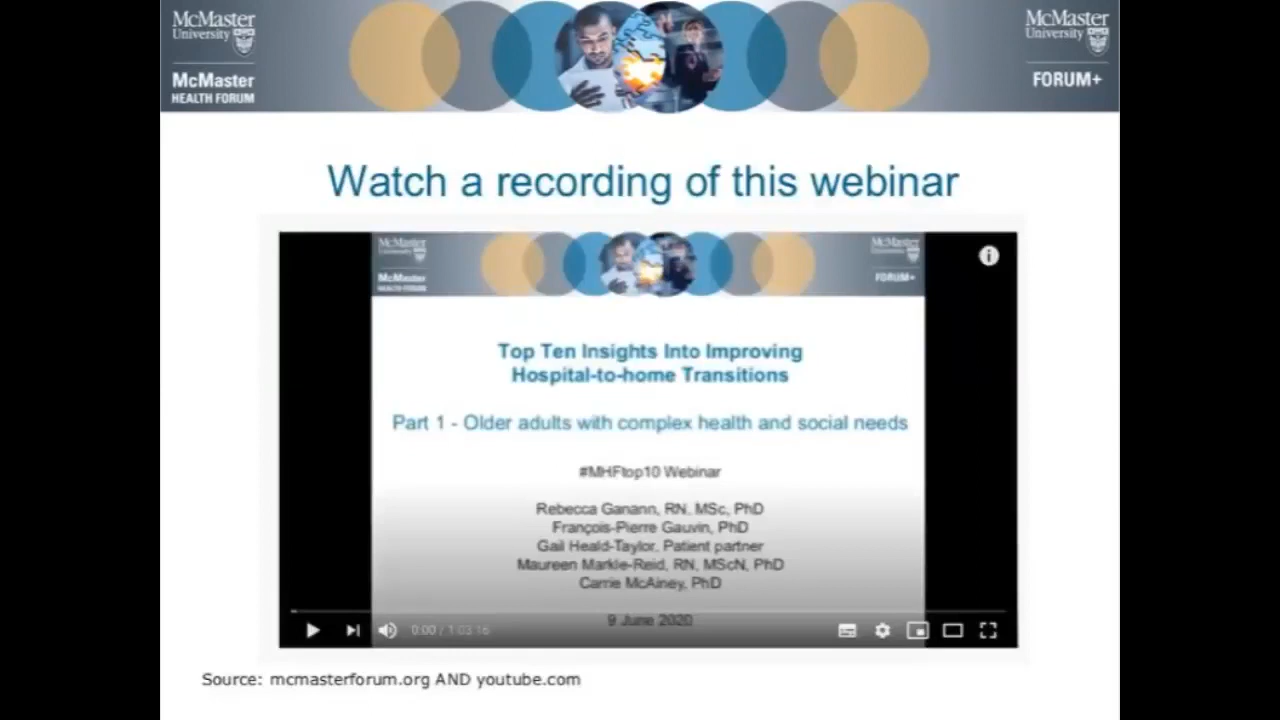 McMaster
University
McMaster
HEALTH FORUM
McMaster
University
FORUM+
Watch a recording of this webinar
McMaster
University
McMaster
HEALTH FORUM
McMaster
University
FORUM+
Top Ten Insights Into Improving
Hospital-to-home Transitions
Part 1 - Older adults with complex health and social needs
#MHFtop10 Webinar
Rebecca Ganann, RN, MSc, PhD
François-Pierre Gauvin, PhD
Gail Heald-Taylor, Patient partner
Maureen Markle-Reid, RN, MScN, PhD
Carrie McAiney, PhD
9 June 2020
0:00 / 1:03:16
Source: mcmasterforum.org AND youtube.com